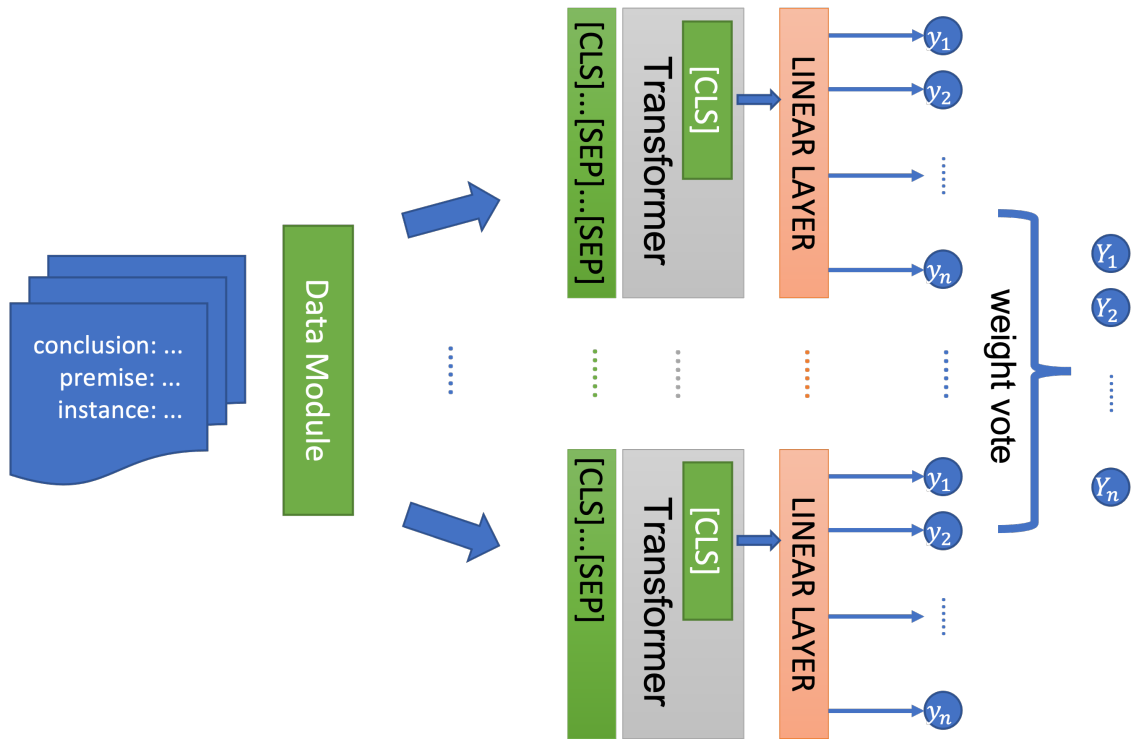 conclusion: ...
premise: ...
instance: ...
Data Module
[CLS]...[SEP]...[SEP]
Transformer
[CLS]
LINEAR LAYER
y₁
y₂
......
yₙ
......
......
......
......
......
[CLS]...[SEP]
Transformer
[CLS]
LINEAR LAYER
y₁
y₂
......
yₙ
weight vote
Y₁
Y₂
......
Yₙ